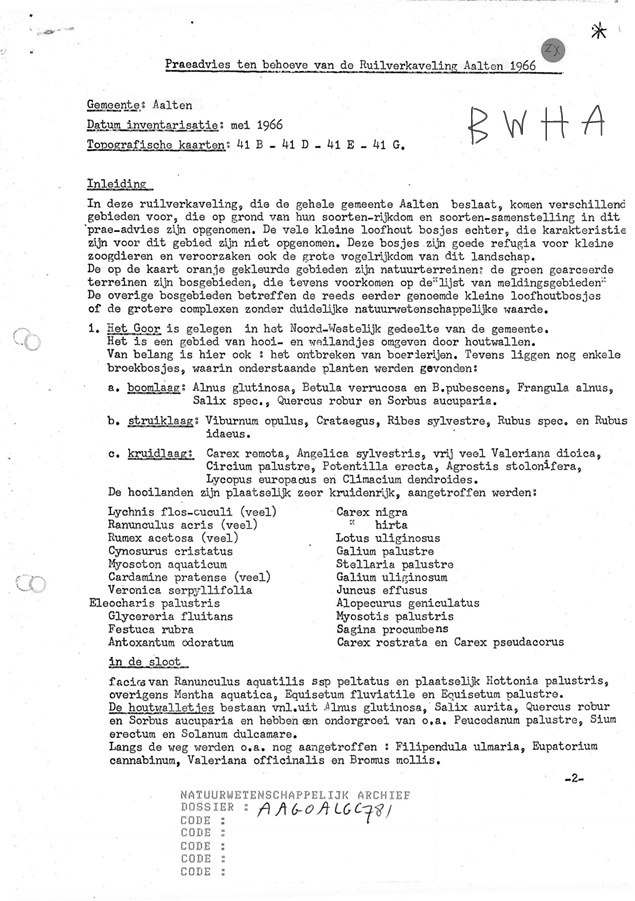 ZX
*
Praeadvies ten behoeve van de Ruilverkaveling Aalten 1966
BWHA
Gemeente: Aalten
Datum inventarisatie: mei 1966
Topografische kaarten: 41 B - 41 D - 41 E - 41 G.
Inleiding
In deze ruilverkaveling, die de gehele gemeente Aalten beslaat, komen verschillend
gebieden voor, die op grond van hun soorten-rijkdom en soorten-samenstelling in dit
prae-advies zijn opgenomen. De vele kleine loofhout bosjes echter, die karakteristie
zijn voor dit gebied zijn niet opgenomen. Deze bosjes zijn goede refugia voor kleine
zoogdieren en veroorzaken ook de grote vogelrijkdom van dit landschap.
De op de kaart oranje gekleurde gebieden zijn natuurterreinen: de groen gearceerde
terreinen zijn bosgebieden, die tevens voorkomen op de "lijst van meldingsgebieden"
De overige bosgebieden betreffen de reeds eerder genoemde kleine loofhoutbosjes
of de grotere complexen zonder duidelijke natuurwetenschappelijke waarde.
1. Het Goor is gelegen in het Noord-Westelijk gedeelte van de gemeente.
Het is een gebied van hooi- en weilandjes omgeven door houtwallen.
Van belang is hier ook : het ontbreken van boerierijen. Tevens liggen nog enkele
broekbosjes, waarin onderstaande planten werden gevonden:
a. boomlaag: Alnus glutinosa, Betula verrucosa en B.pubescens, Frangula alnus,
Salix spec., Quercus robur en Sorbus aucuparia.
b. struiklaag: Viburnum opulus, Crataegus, Ribes sylvestre, Rubus spec. en Rubus
idaeus.
c. kruidlaag: Carex remota, Angelica sylvestris, vrij veel Valeriana dioica,
Circium palustre, Potentilla erecta, Agrostis stolonifera,
Lycopus europacus en Climacium dendroides.
De hooilanden zijn plaatselijk zeer kruidenrijk, aangetroffen werden:
Lychnis flos-cuculi (veel) Carex nigra
Ranunculus acris (veel) " hirta
Rumex acetosa (veel) Lotus uliginosus
Cynosurus cristatus Galium palustre
Myosoton aquaticum Stellaria palustre
Cardamine pratense (veel) Galium uliginosum
Veronica serpyllifolia Juncus effusus
Eleocharis palustris Alopecurus geniculatus
Glycereria fluitans Myosotis palustris
Festuca rubra Sagina procumbens
Antoxantum odoratum Carex rostrata en Carex pseudacorus
in de sloot
facies van Ranunculus aquatilis ssp peltatus en plaatselijk Hottonia palustris,
overigens Mentha aquatica, Equisetum fluviatile en Equisetum palustre.
De houtwalletjes bestaan vnl.uit Alnus glutinosa, Salix aurita, Quercus robur
en Sorbus aucuparia en hebben een ondergroei van o.a. Peucedanum palustre, Sium
erectum en Solanum dulcamare.
Langs de weg werden o.a. nog aangetroffen : Filipendula ulmaria, Eupatorium
cannabinum, Valeriana officinalis en Bromus mollis.
-2-
NATUURWETENSCHAPPELIJK ARCHIEF
DOSSIER : AAGOALGC781
CODE :
CODE :
CODE :
CODE :
CODE :